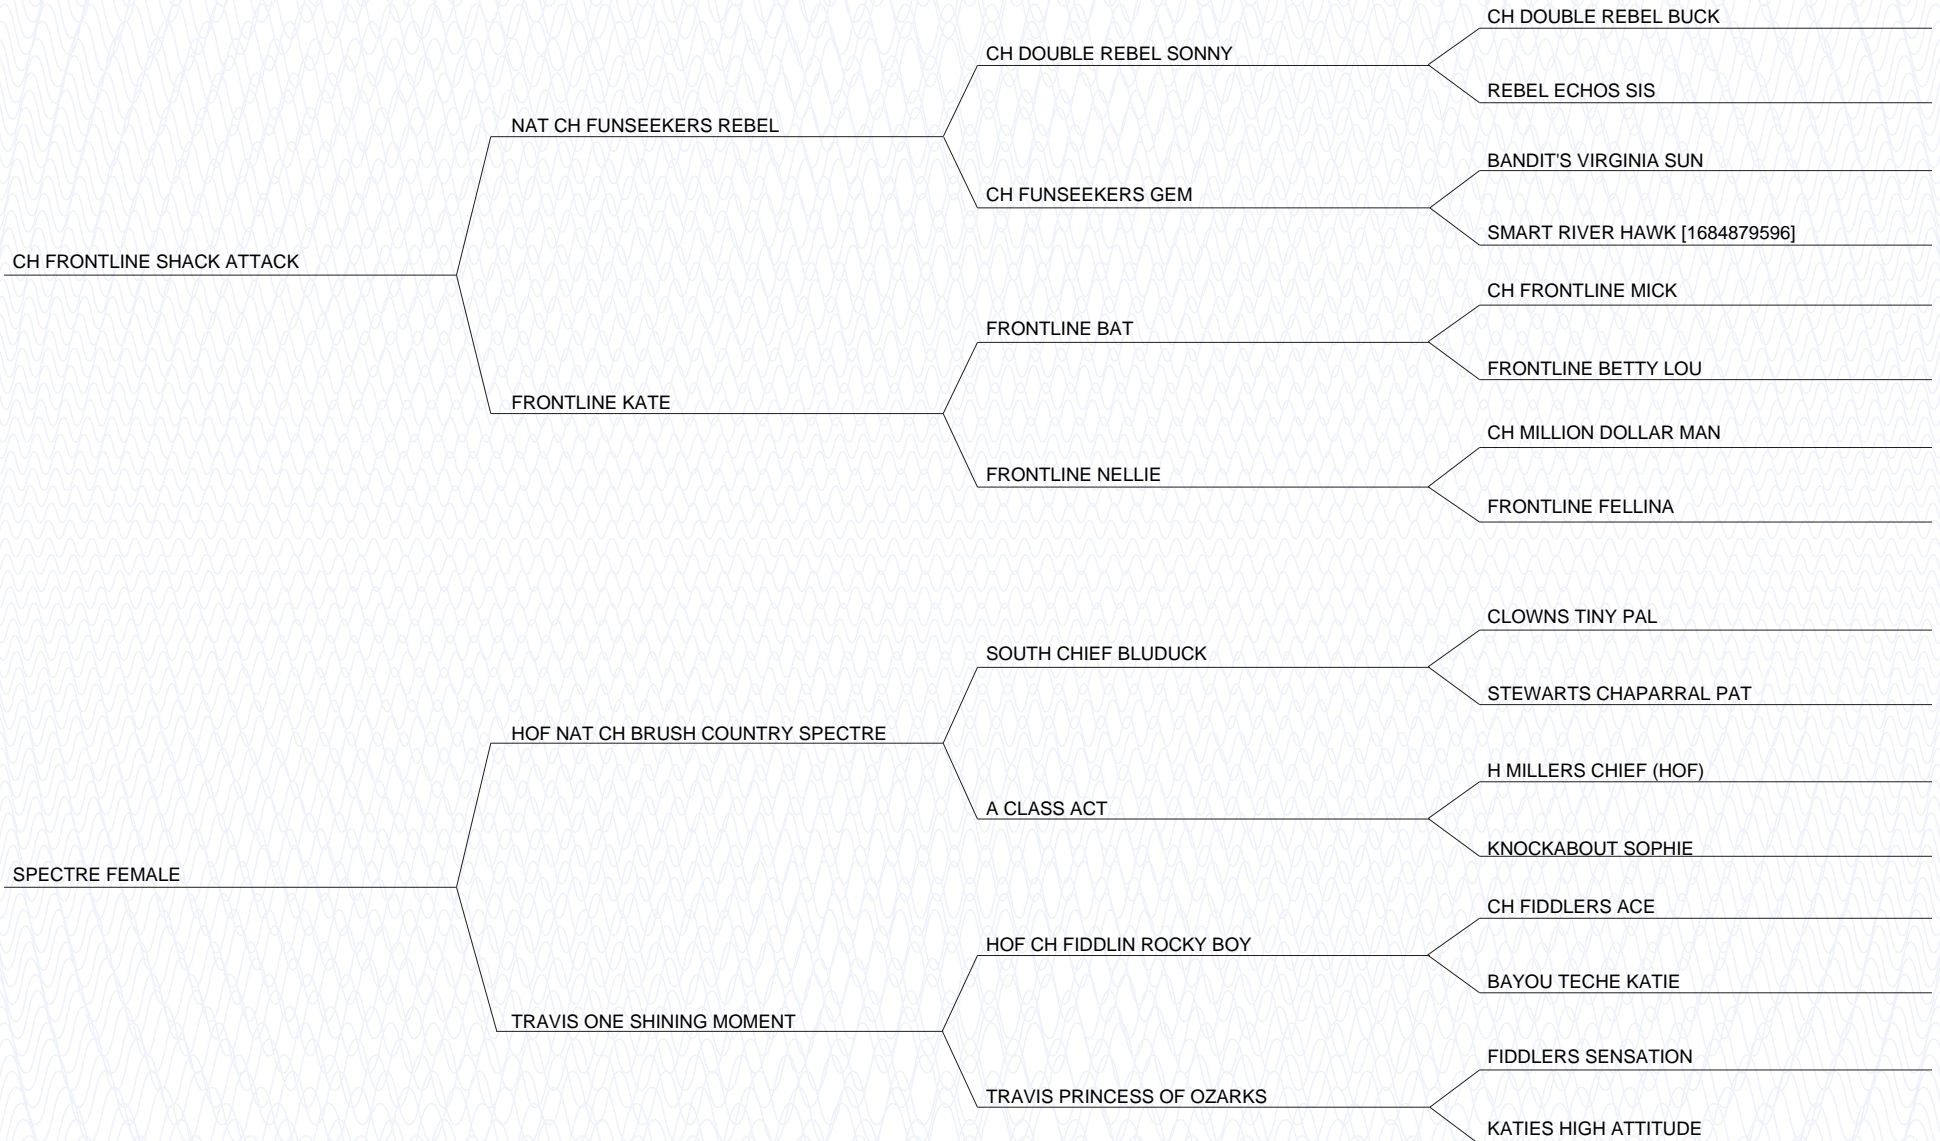 CH DOUBLE REBEL BUCK
CH DOUBLE REBEL SONNY
REBEL ECHOS SIS
NAT CH FUNSEEKERS REBEL
BANDIT'S VIRGINIA SUN
CH FUNSEEKERS GEM
SMART RIVER HAWK [1684879596]
CH FRONTLINE SHACK ATTACK
CH FRONTLINE MICK
FRONTLINE BAT
FRONTLINE BETTY LOU
FRONTLINE KATE
CH MILLION DOLLAR MAN
FRONTLINE NELLIE
FRONTLINE FELLINA
CLOWNS TINY PAL
SOUTH CHIEF BLUDUCK
STEWARTS CHAPARRAL PAT
HOF NAT CH BRUSH COUNTRY SPECTRE
H MILLERS CHIEF (HOF)
A CLASS ACT
KNOCKABOUT SOPHIE
SPECTRE FEMALE
CH FIDDLERS ACE
HOF CH FIDDLIN ROCKY BOY
BAYOU TECHE KATIE
TRAVIS ONE SHINING MOMENT
FIDDLERS SENSATION
TRAVIS PRINCESS OF OZARKS
KATIES HIGH ATTITUDE